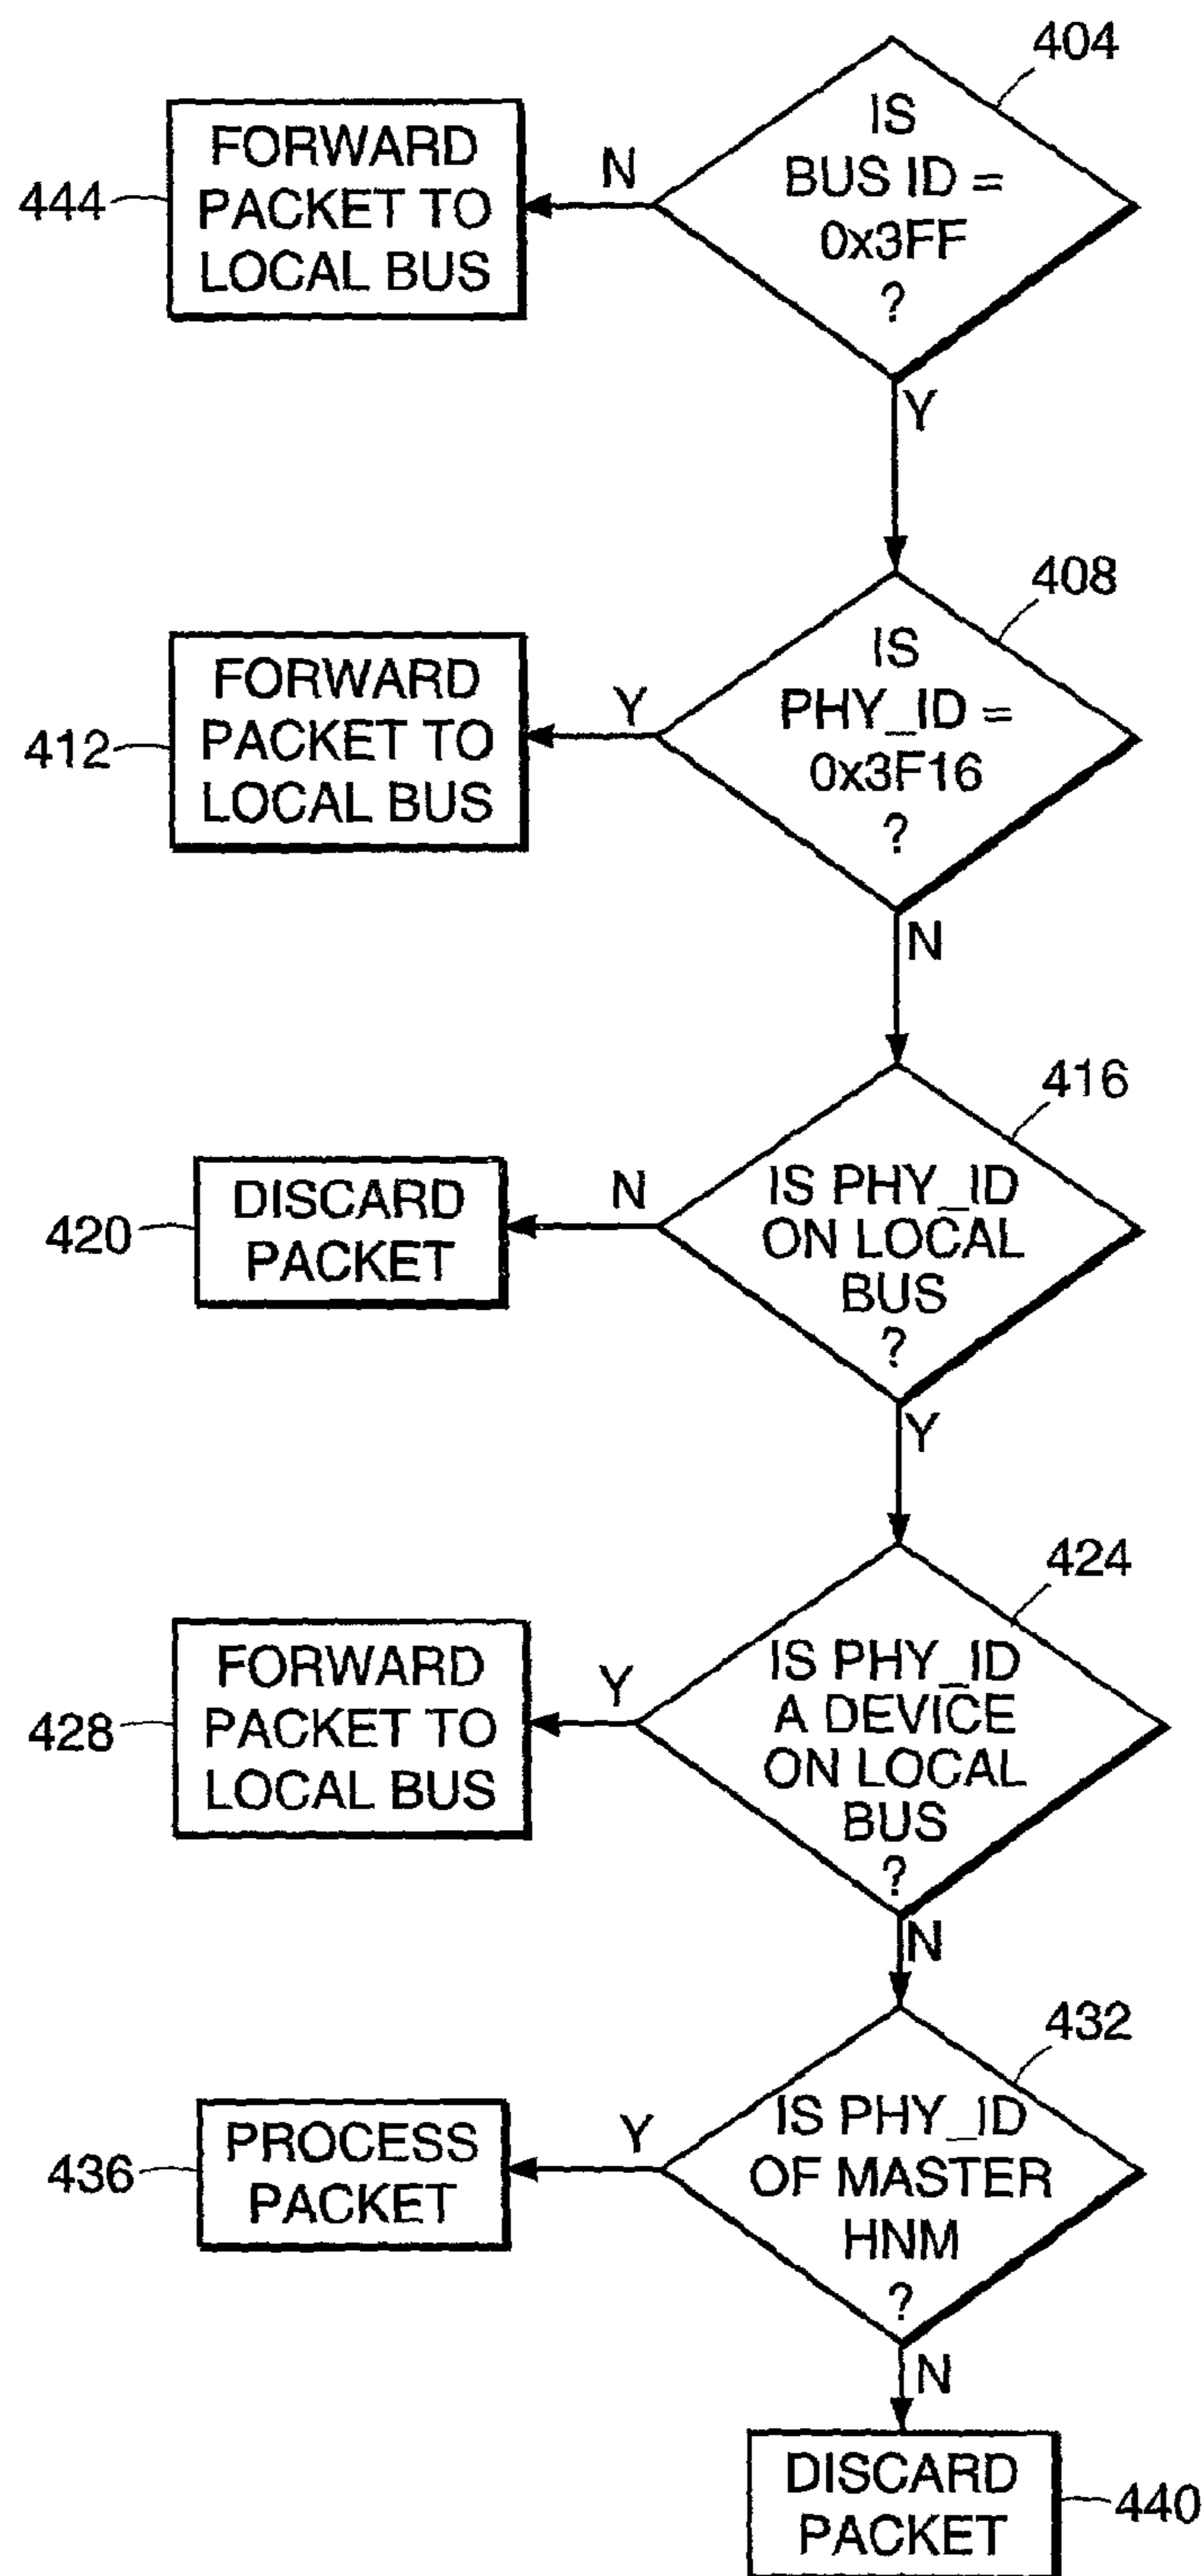 404
IS
BUS ID =
0x3FF
?
N
Y
FORWARD
PACKET TO
LOCAL BUS
444
408
IS
PHY_ID =
0x3F16
?
Y
N
FORWARD
PACKET TO
LOCAL BUS
412
416
IS PHY_ID
ON LOCAL
BUS
?
N
Y
DISCARD
PACKET
420
424
IS PHY_ID
A DEVICE
ON LOCAL
BUS
?
Y
N
FORWARD
PACKET TO
LOCAL BUS
428
432
IS PHY_ID
OF MASTER
HNM
?
Y
N
PROCESS
PACKET
436
DISCARD
PACKET
440